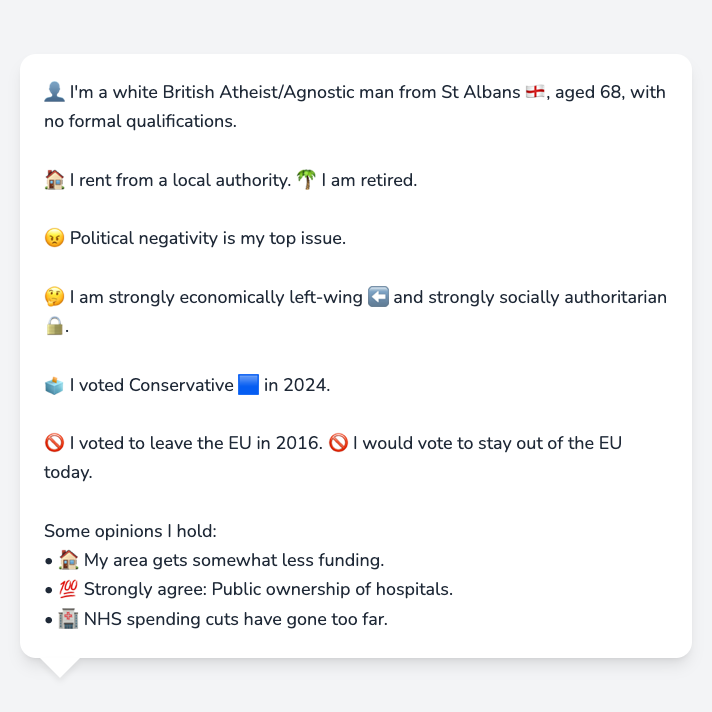 👤 I'm a white British Atheist/Agnostic man from St Albans 🏴󠁧󠁢󠁥󠁮󠁧󠁿, aged 68, with
no formal qualifications.
🏠 I rent from a local authority. 🌴 I am retired.
😠 Political negativity is my top issue.
🤔 I am strongly economically left-wing ⬅️ and strongly socially authoritarian
🔒.
🗳️ I voted Conservative 🟦 in 2024.
🚫 I voted to leave the EU in 2016. 🚫 I would vote to stay out of the EU
today.
Some opinions I hold:
• 🏠 My area gets somewhat less funding.
• 💯 Strongly agree: Public ownership of hospitals.
• 🏥 NHS spending cuts have gone too far.